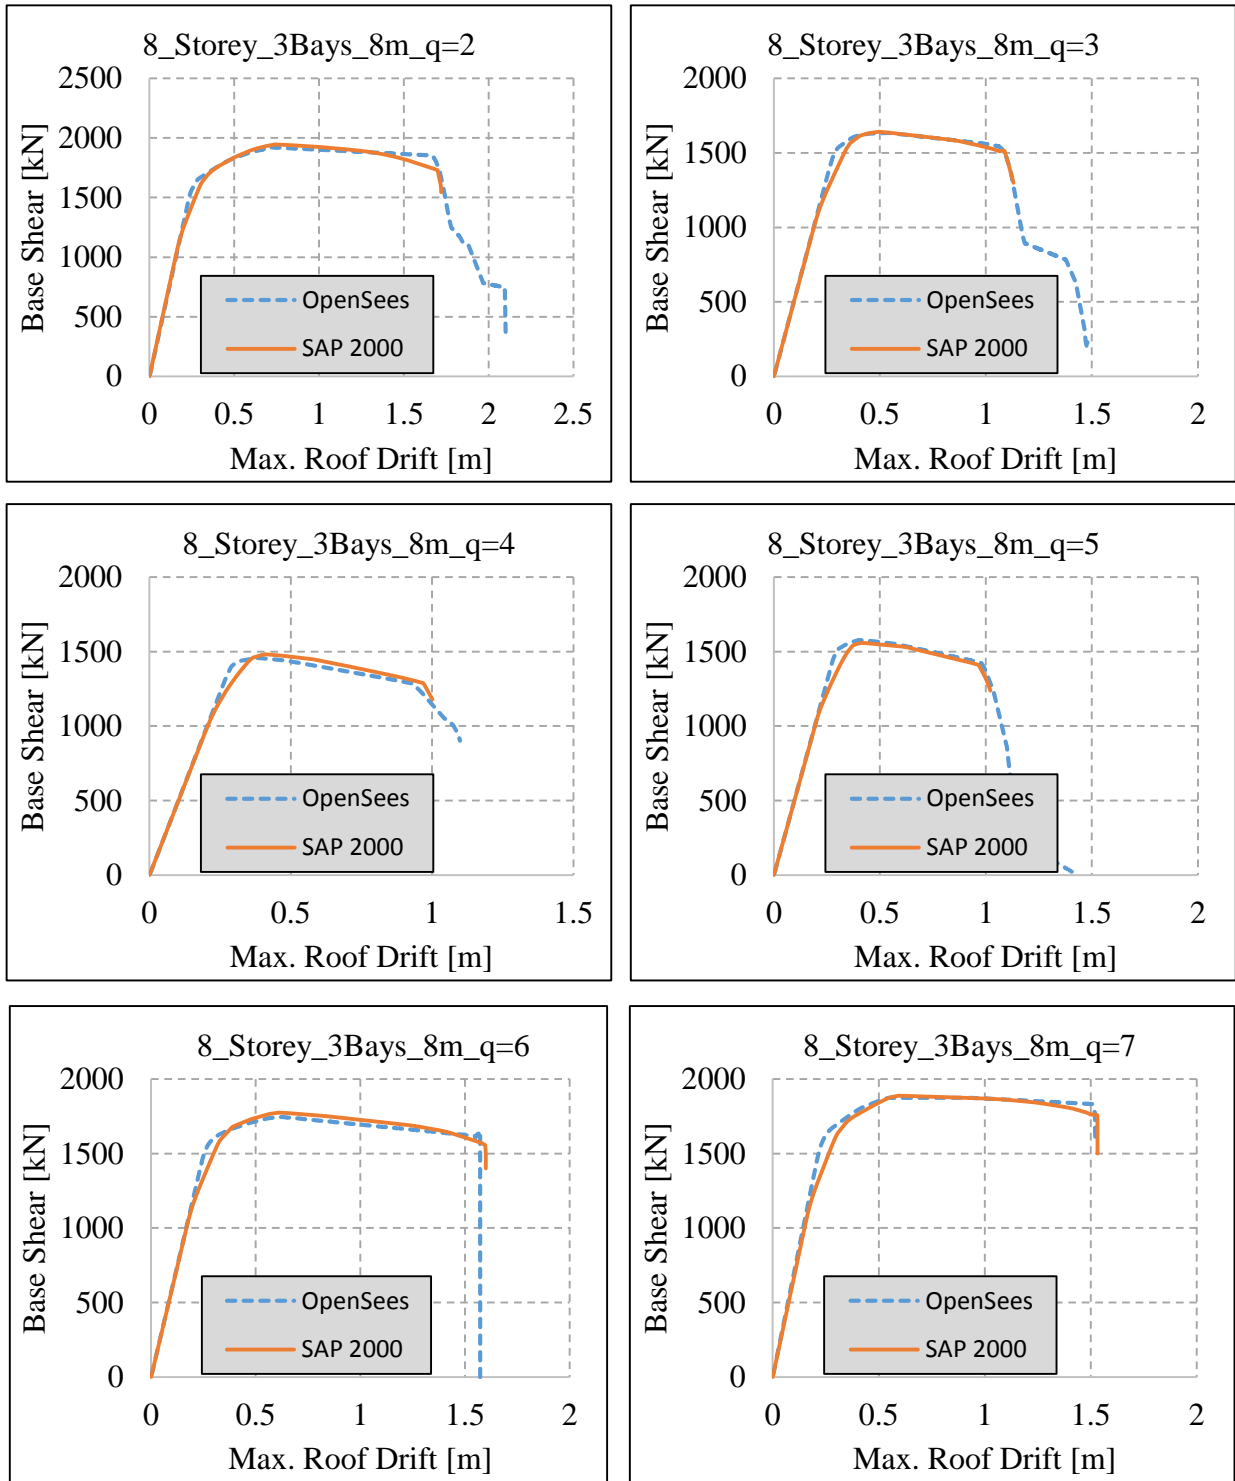 8_Storey_3Bays_8m_q=2
Base Shear [kN]
2500
2000
1500
1000
500
0
OpenSees
SAP 2000
0 0.5 1 1.5 2 2.5
Max. Roof Drift [m]
8_Storey_3Bays_8m_q=3
Base Shear [kN]
2000
1500
1000
500
0
OpenSees
SAP 2000
0 0.5 1 1.5 2
Max. Roof Drift [m]
8_Storey_3Bays_8m_q=4
Base Shear [kN]
2000
1500
1000
500
0
OpenSees
SAP 2000
0 0.5 1 1.5
Max. Roof Drift [m]
8_Storey_3Bays_8m_q=5
Base Shear [kN]
2000
1500
1000
500
0
OpenSees
SAP 2000
0 0.5 1 1.5 2
Max. Roof Drift [m]
8_Storey_3Bays_8m_q=6
Base Shear [kN]
2000
1500
1000
500
0
OpenSees
SAP 2000
0 0.5 1 1.5 2
Max. Roof Drift [m]
8_Storey_3Bays_8m_q=7
Base Shear [kN]
2000
1500
1000
500
0
OpenSees
SAP 2000
0 0.5 1 1.5 2
Max. Roof Drift [m]